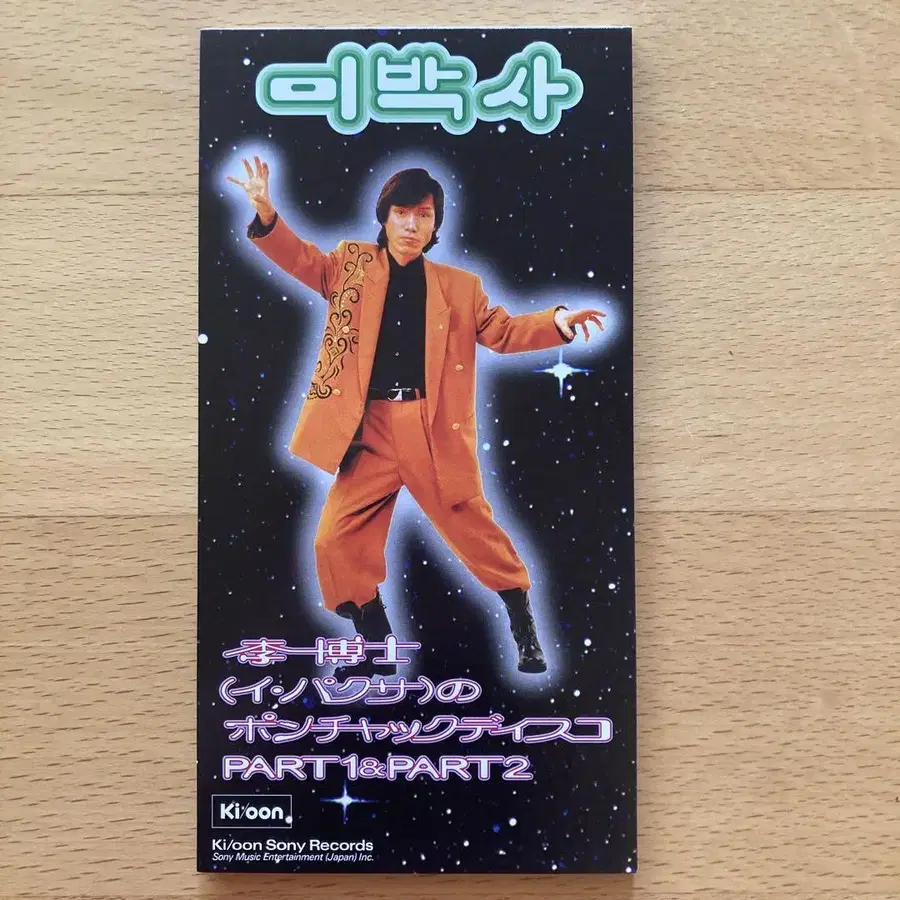 이박사
李博士
(イ・パクサ)の
ポンチャックディスコ
PART1&PART2
Ki/oon
Ki/oon Sony Records
Sony Music Entertainment (Japan) Inc.